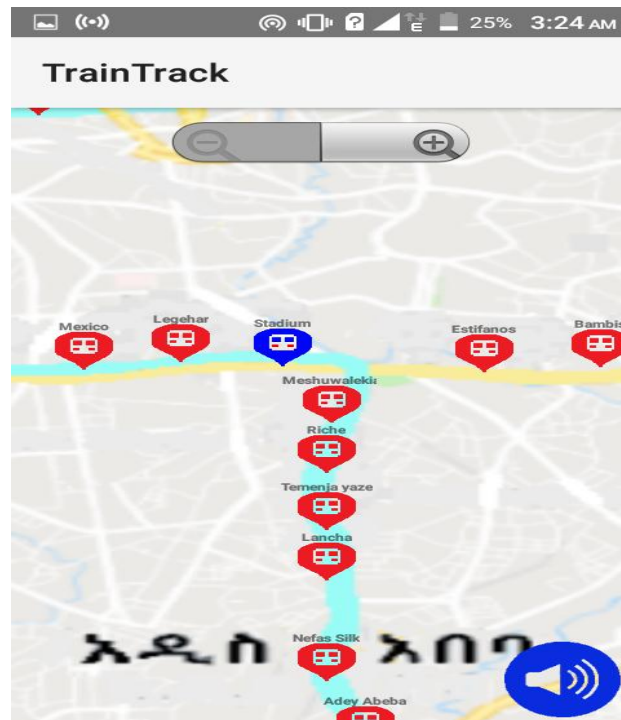 25% 3:24 AM
TrainTrack
Mexico
Legehar
Stadium
Estifanos
Bambis
Meshuwalekia
Riche
Temenja yaze
Lancha
Nefas Silk
አዲስ አበባ
Adey Abeba